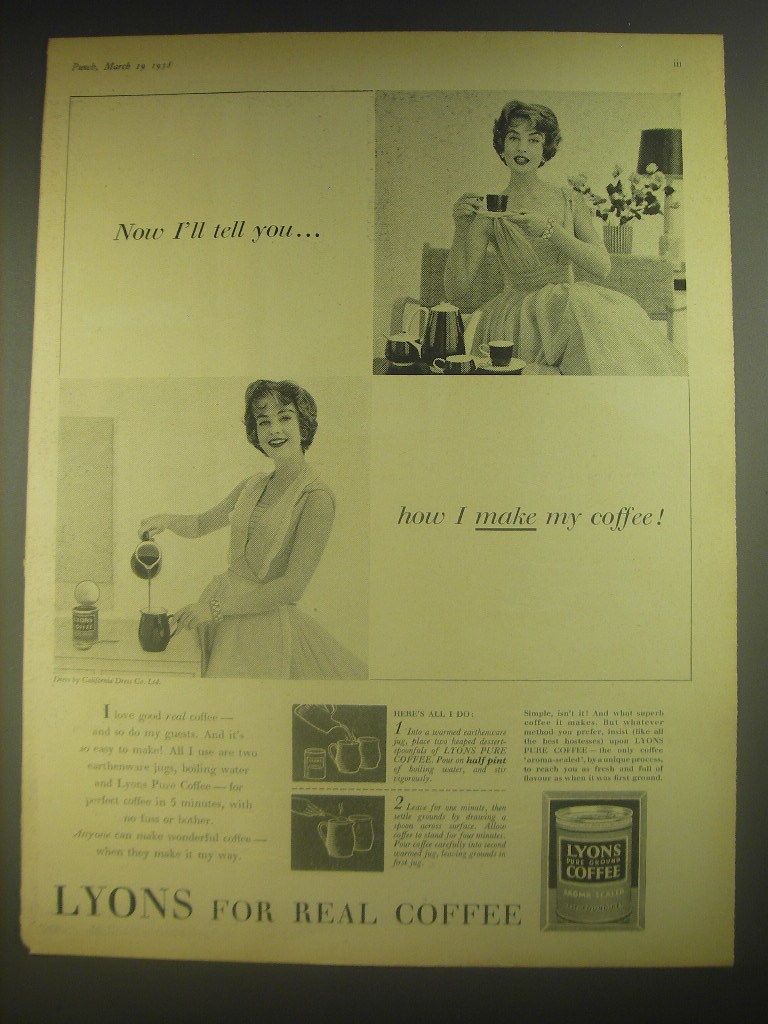 Punch, March 19 1958
iii
Now I'll tell you...
how I make my coffee!
Dress by California Dress Co. Ltd.
I love good real coffee —
and so do my guests. And it's
so easy to make! All I use are two
earthenware jugs, boiling water
and Lyons Pure Coffee — for
perfect coffee in 5 minutes, with
no fuss or bother.
Anyone can make wonderful coffee —
when they make it my way.
HERE'S ALL I DO:
1 Into a warmed earthenware
jug, place two heaped dessert-
spoonfuls of LYONS PURE
COFFEE. Pour on half pint
of boiling water, and stir
vigorously.
2 Leave for one minute, then
settle grounds by drawing a
spoon across surface. Allow
coffee to stand for four minutes.
Pour coffee carefully into second
warmed jug, leaving grounds in
first jug.
Simple, isn't it! And what superb
coffee it makes. But whatever
method you prefer, insist (like all
the best hostesses) upon LYONS
PURE COFFEE — the only coffee
'aroma-sealed', by a unique process,
to reach you as fresh and full of
flavour as when it was first ground.
LYONS
PURE GROUND
COFFEE
AROMA SEALED
LYONS FOR REAL COFFEE